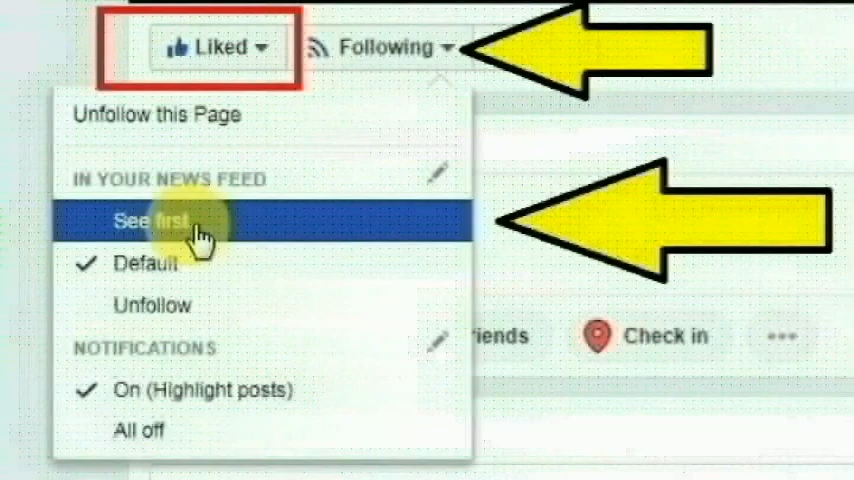 Liked Following
Unfollow this Page
IN YOUR NEWS FEED
See first
Default
Unfollow
riends Check in
NOTIFICATIONS
On (Highlight posts)
All off